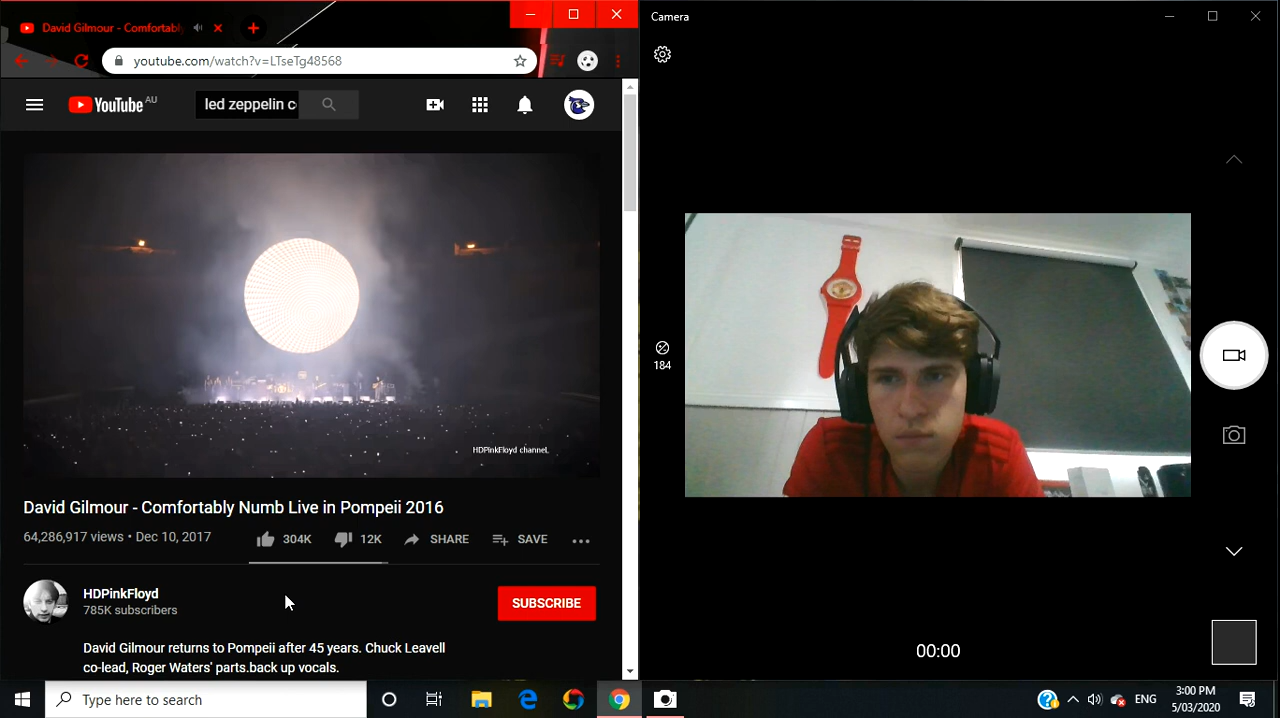 David Gilmour - Comfortabl
youtube.com/watch?v=LTseTg48568
YouTube AU
led zeppelin c
HDPinkFloyd channel
David Gilmour - Comfortably Numb Live in Pompeii 2016
64,286,917 views • Dec 10, 2017
304K
12K
SHARE
SAVE
HDPinkFloyd
785K subscribers
SUBSCRIBE
David Gilmour returns to Pompeii after 45 years. Chuck Leavell
co-lead, Roger Waters' parts.back up vocals.
Camera
184
00:00
Type here to search
ENG
3:00 PM
5/03/2020